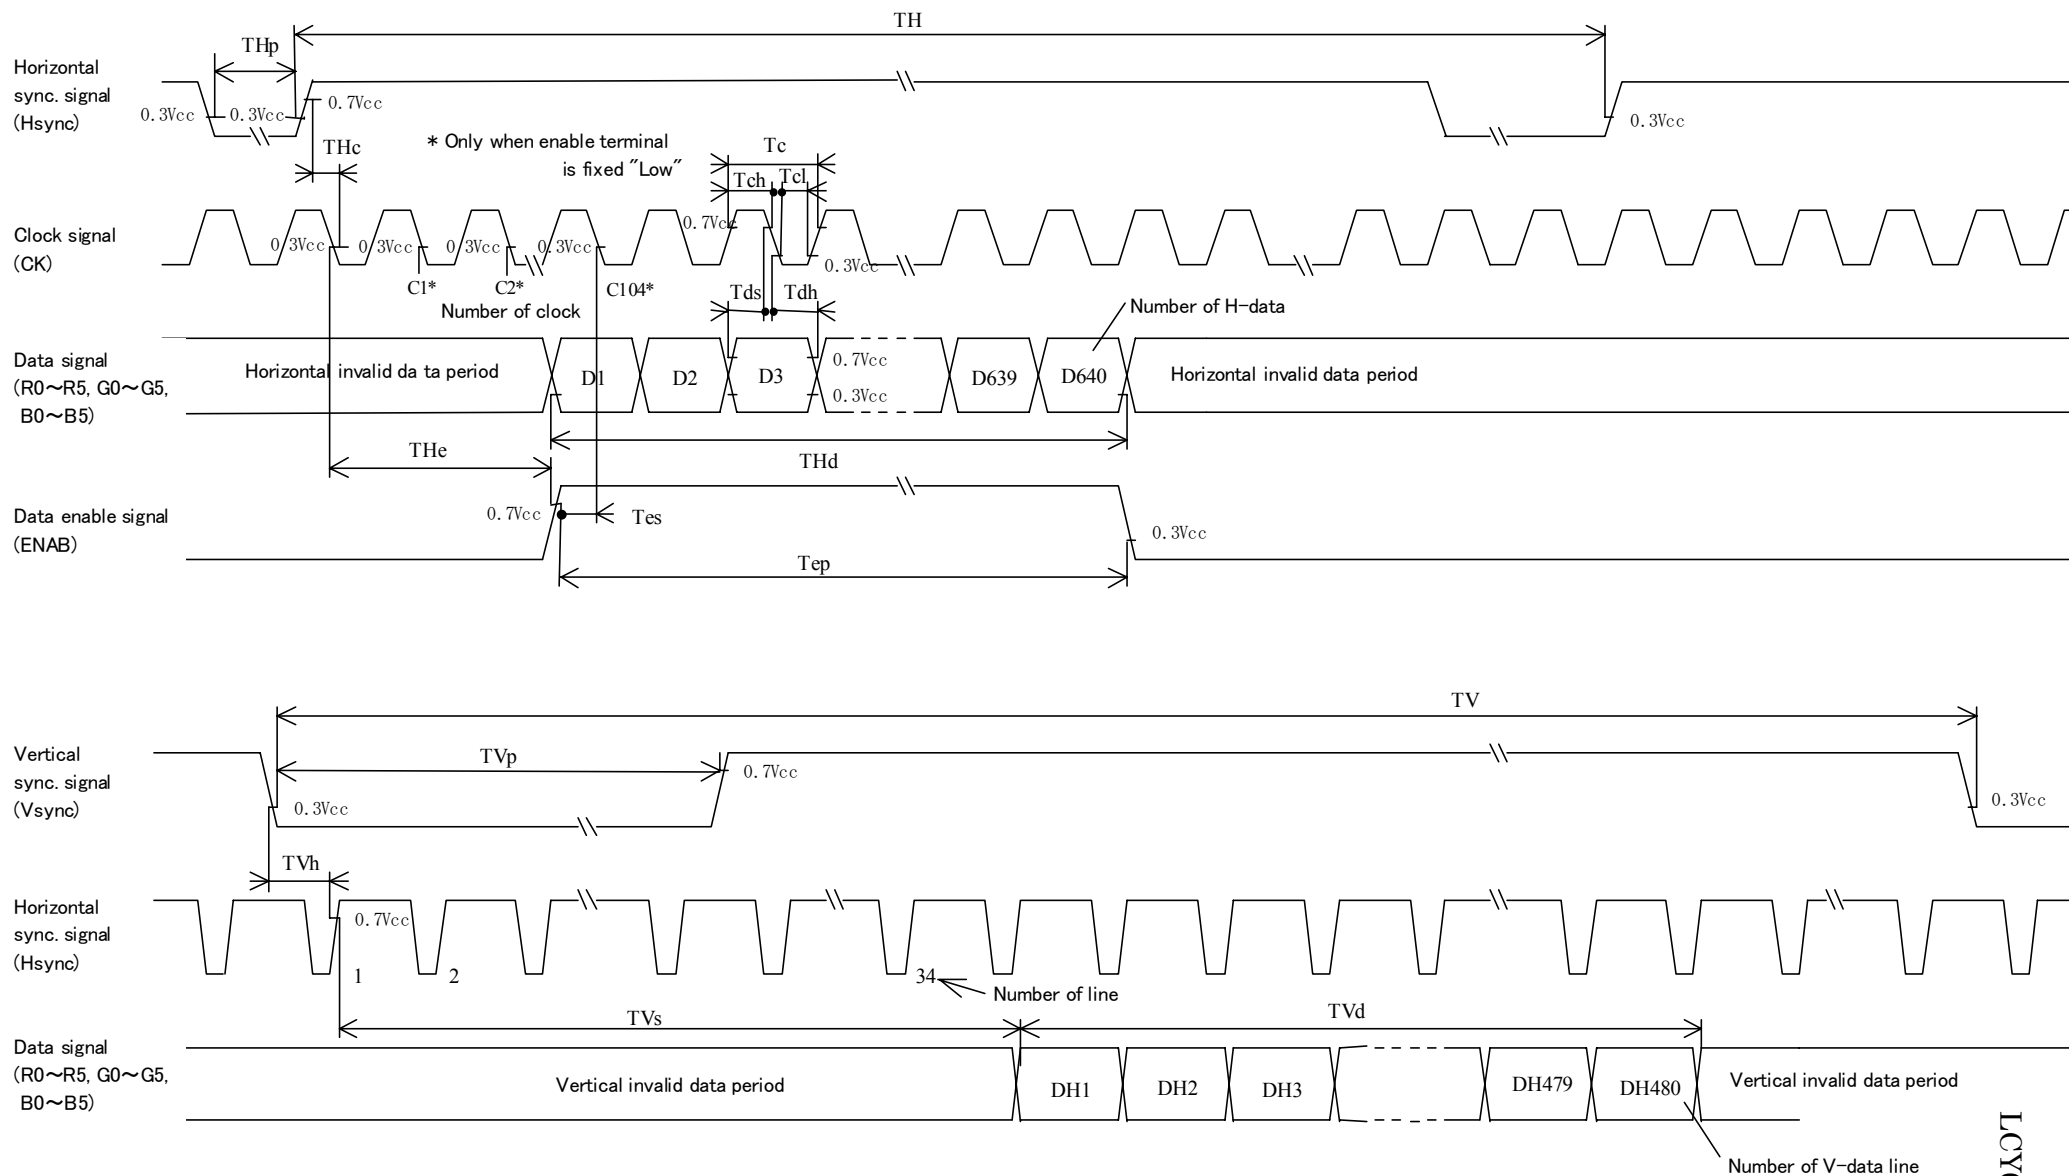 TH
THp
Horizontal
sync. signal
(Hsync)
0.3Vcc
0.3Vcc
0.7Vcc
0.3Vcc
THc
* Only when enable terminal
is fixed "Low"
Tc
Tch
Tcl
Clock signal
(CK)
0.3Vcc
0.3Vcc
0.3Vcc
0.3Vcc
0.7Vcc
0.3Vcc
C1*
C2*
C104*
Number of clock
Tds
Tdh
Number of H-data
Data signal
(R0～R5, G0～G5,
B0～B5)
Horizontal invalid da ta period
D1
D2
D3
0.7Vcc
0.3Vcc
D639
D640
Horizontal invalid data period
THe
THd
Data enable signal
(ENAB)
0.7Vcc
Tes
0.3Vcc
Tep
TV
Vertical
sync. signal
(Vsync)
TVp
0.7Vcc
0.3Vcc
0.3Vcc
TVh
Horizontal
sync. signal
(Hsync)
0.7Vcc
1
2
34
Number of line
TVs
TVd
Data signal
(R0～R5, G0～G5,
B0～B5)
Vertical invalid data period
DH1
DH2
DH3
DH479
DH480
Vertical invalid data period
Number of V-data line